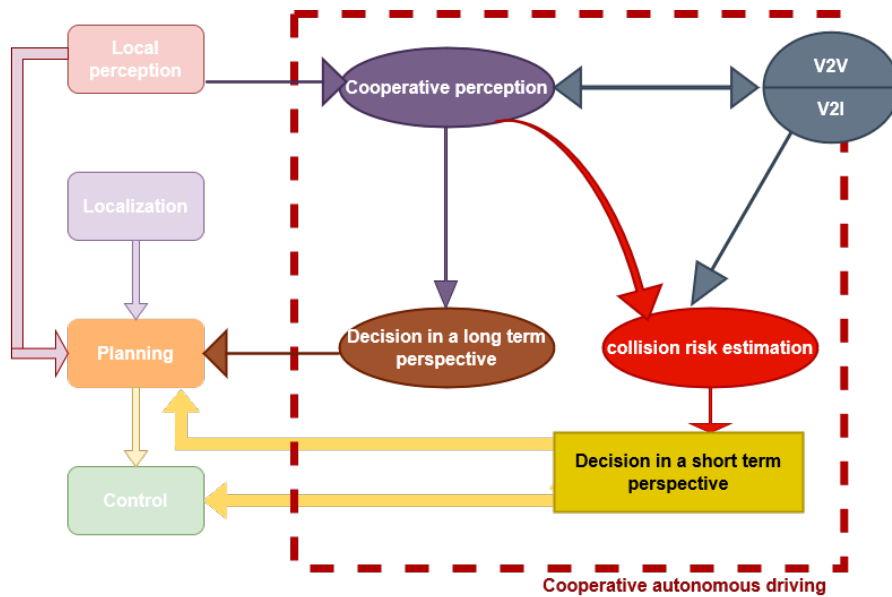 Local
perception
Cooperative perception
V2V
V2I
Localization
Planning
Decision in a long term
perspective
collision risk estimation
Control
Decision in a short term
perspective
Cooperative autonomous driving